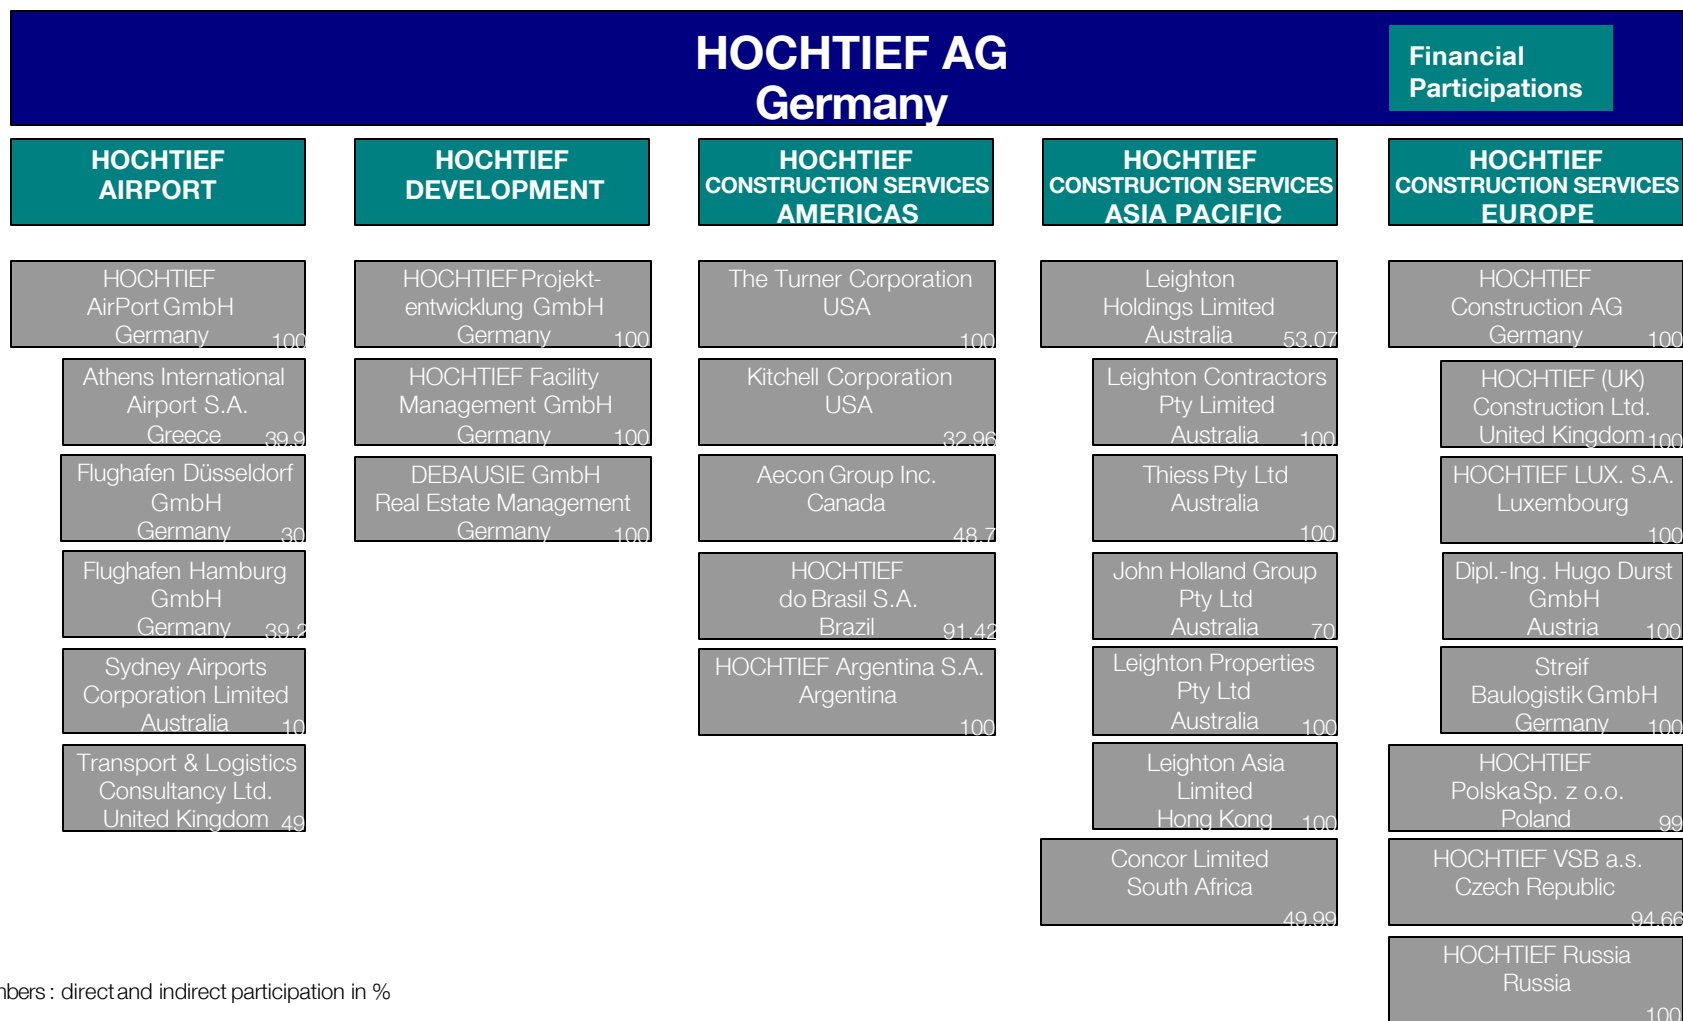 HOCHTIEF AG
Germany
Financial
Participations
HOCHTIEF
AIRPORT
HOCHTIEF
AirPort GmbH
Germany 100
Athens International
Airport S.A.
Greece 39.9
Flughafen Düsseldorf
GmbH
Germany 30
Flughafen Hamburg
GmbH
Germany 39.2
Sydney Airports
Corporation Limited
Australia 10
Transport & Logistics
Consultancy Ltd.
United Kingdom 49
HOCHTIEF
DEVELOPMENT
HOCHTIEF Projekt-
entwicklung GmbH
Germany 100
HOCHTIEF Facility
Management GmbH
Germany 100
DEBAUSIE GmbH
Real Estate Management
Germany 100
HOCHTIEF
CONSTRUCTION SERVICES
AMERICAS
The Turner Corporation
USA
100
Kitchell Corporation
USA
32.96
Aecon Group Inc.
Canada
48.7
HOCHTIEF
do Brasil S.A.
Brazil 91.42
HOCHTIEF Argentina S.A.
Argentina
100
HOCHTIEF
CONSTRUCTION SERVICES
ASIA PACIFIC
Leighton
Holdings Limited
Australia 53.07
Leighton Contractors
Pty Limited
Australia 100
Thiess Pty Ltd
Australia
100
John Holland Group
Pty Ltd
Australia 70
Leighton Properties
Pty Ltd
Australia 100
Leighton Asia
Limited
Hong Kong 100
Concor Limited
South Africa
49.99
HOCHTIEF
CONSTRUCTION SERVICES
EUROPE
HOCHTIEF
Construction AG
Germany 100
HOCHTIEF (UK)
Construction Ltd.
United Kingdom 100
HOCHTIEF LUX. S.A.
Luxembourg
100
Dipl.-Ing. Hugo Durst
GmbH
Austria 100
Streif
Baulogistik GmbH
Germany 100
HOCHTIEF
Polska Sp. z o.o.
Poland 99
HOCHTIEF VSB a.s.
Czech Republic
94.66
HOCHTIEF Russia
Russia
100
mbers : direct and indirect participation in %